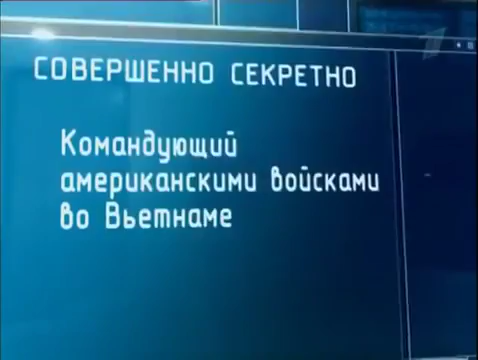 СОВЕРШЕННО СЕКРЕТНО
Командующий
американскими войсками
во Вьетнаме